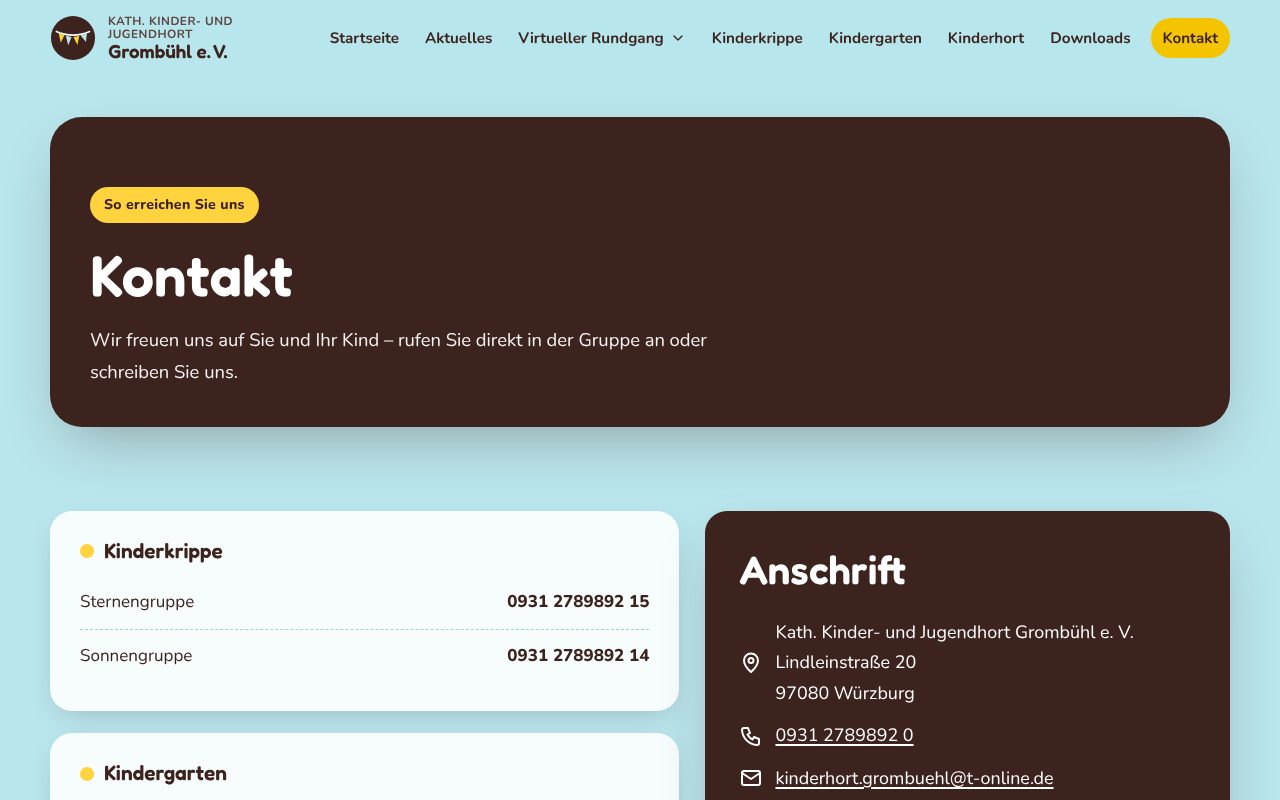 KATH. KINDER- UND
JUGENDHORT
Grombühl e. V.
Startseite
Aktuelles
Virtueller Rundgang
Kinderkrippe
Kindergarten
Kinderhort
Downloads
Kontakt
So erreichen Sie uns
Kontakt
Wir freuen uns auf Sie und Ihr Kind – rufen Sie direkt in der Gruppe an oder
schreiben Sie uns.
Kinderkrippe
Sternengruppe 0931 2789892 15
Sonnengruppe 0931 2789892 14
Kindergarten
Anschrift
Kath. Kinder- und Jugendhort Grombühl e. V.
Lindleinstraße 20
97080 Würzburg
0931 2789892 0
kinderhort.grombuehl@t-online.de